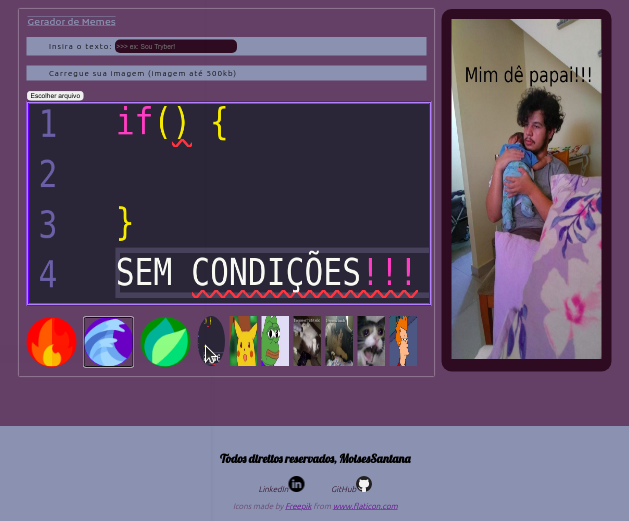 Gerador de Memes
Insira o texto: >>> ex: Sou Tryber!
Carregue sua imagem (Imagem até 500kb)
Escolher arquivo
1 if() {
2
3 }
4 SEM CONDIÇÕES!!!
Mim dê papai!!!
Todos direitos reservados, MoisesSantana
Linkedin GitHub
Icons made by Freepik from www.flaticon.com